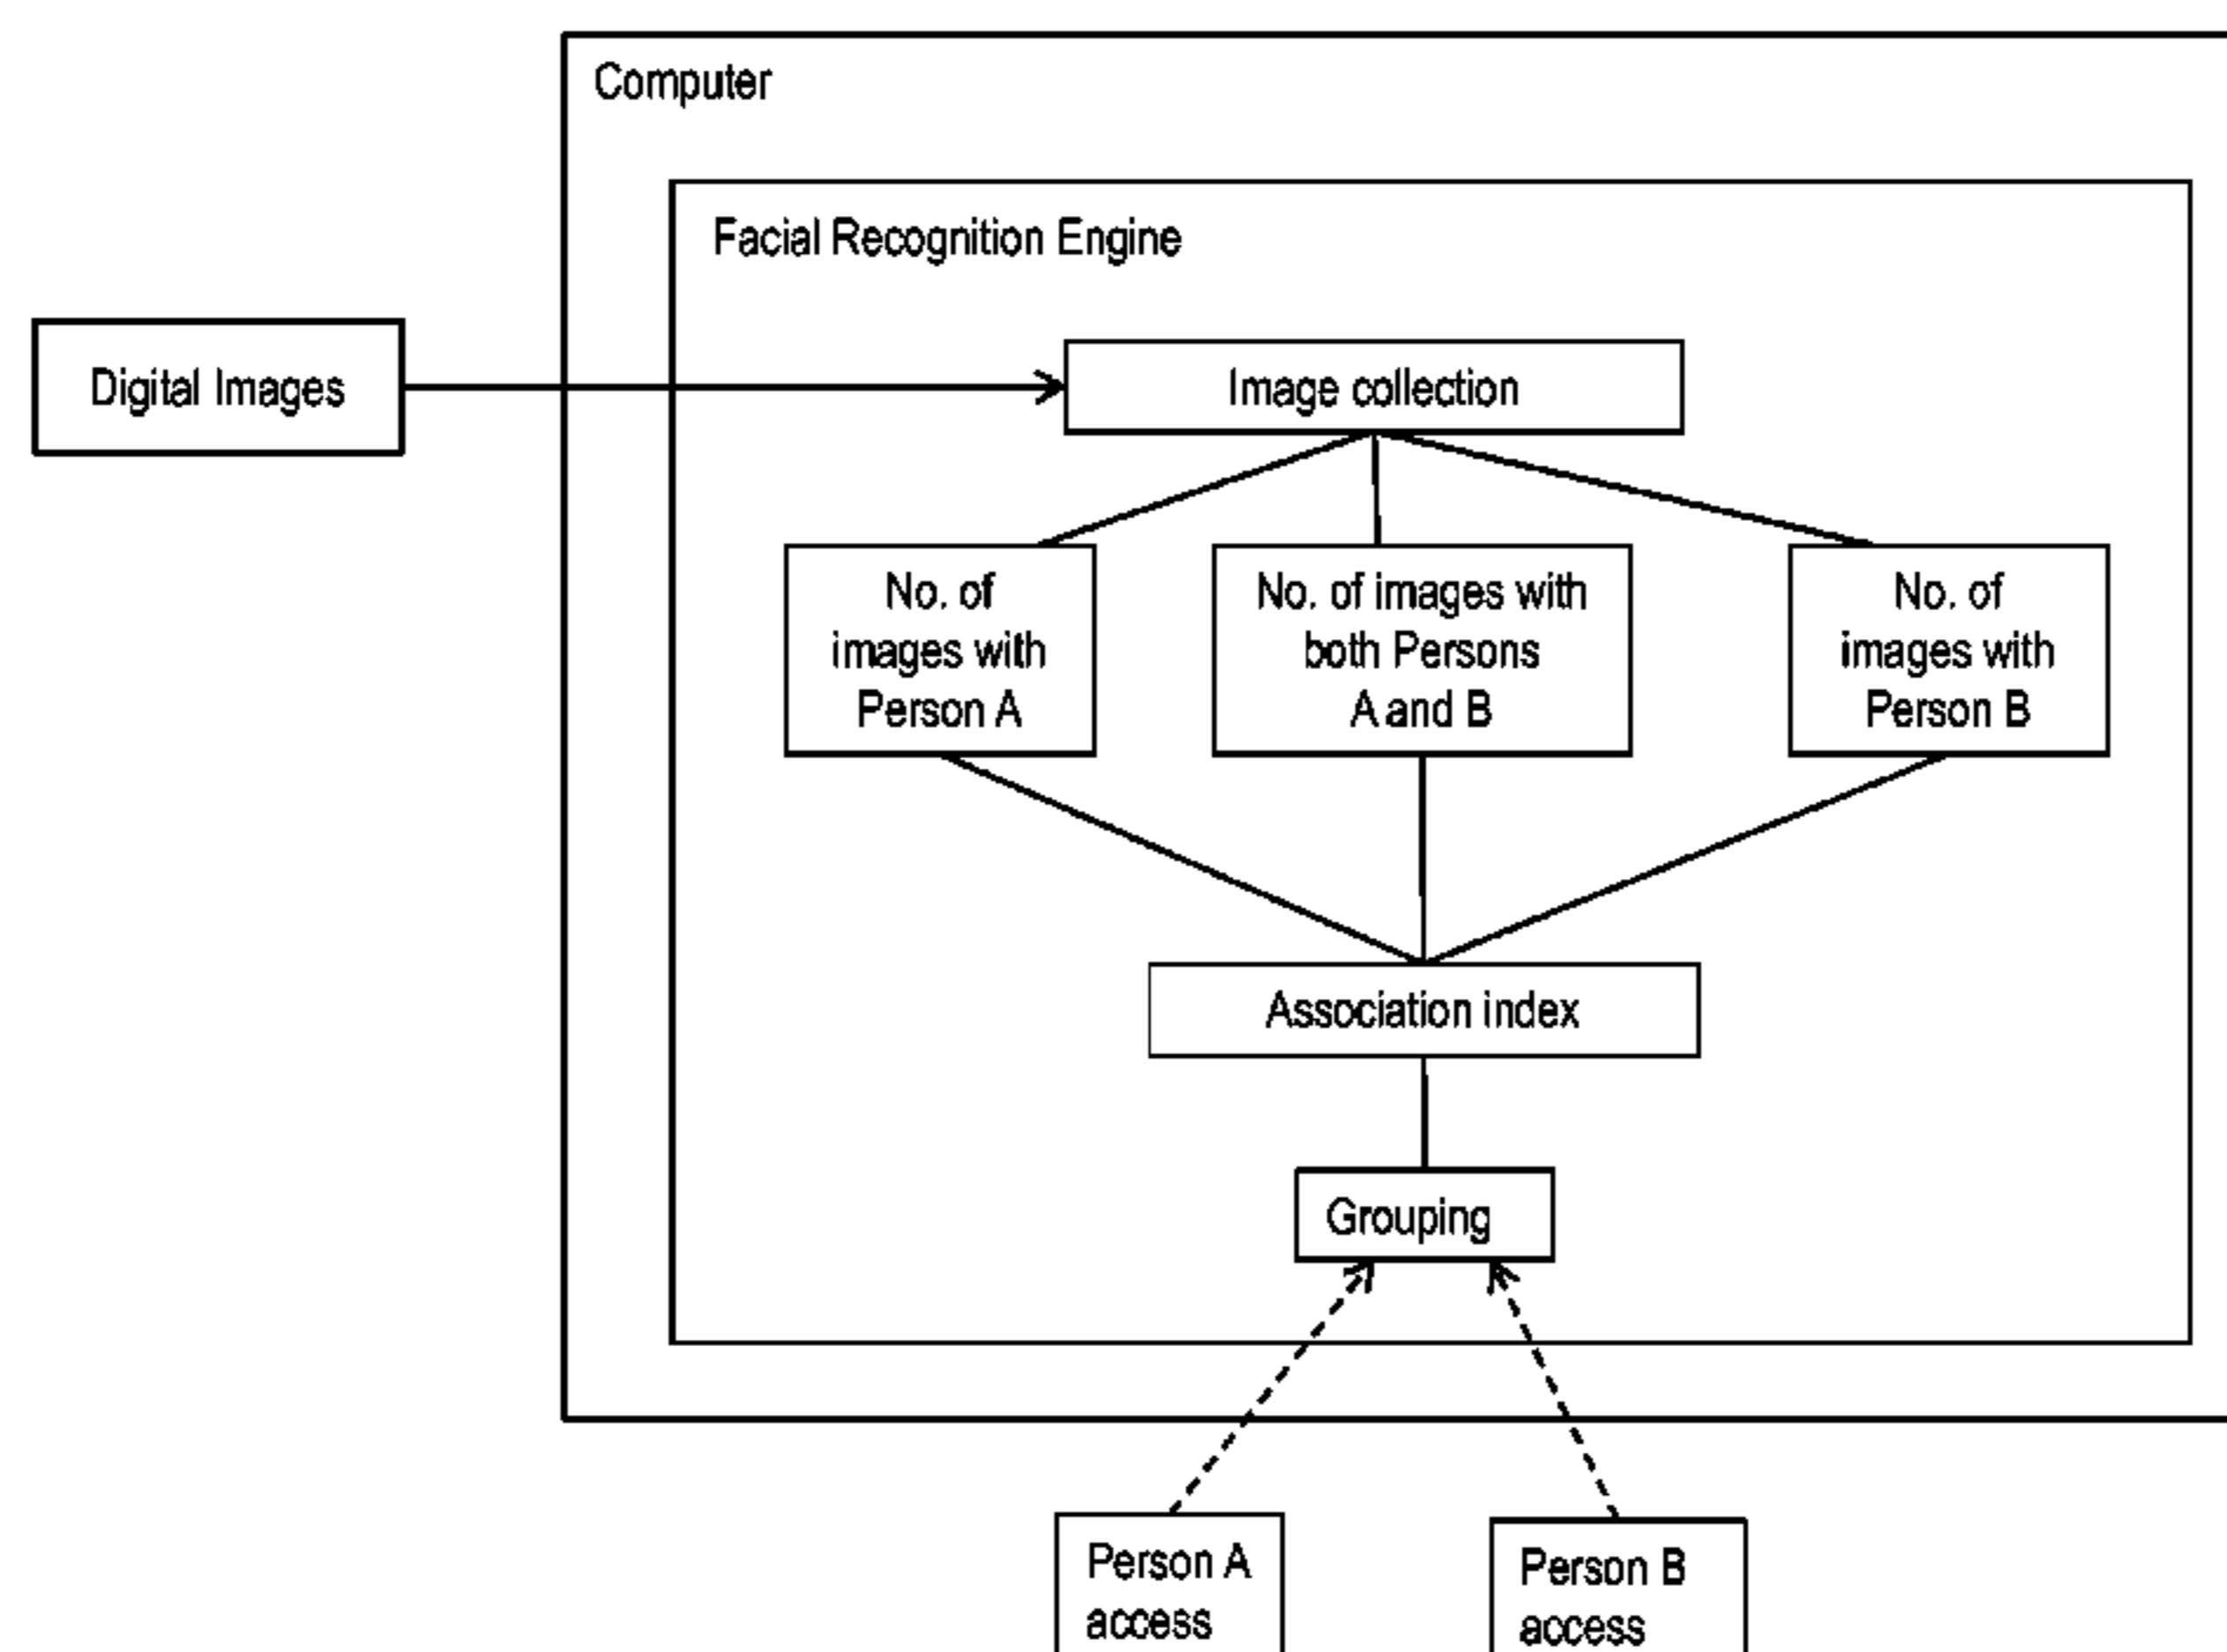 Computer
Facial Recognition Engine
Digital Images
Image collection
No. of
images with
Person A
No. of images with
both Persons
A and B
No. of
images with
Person B
Association index
Grouping
Person A
access
Person B
access